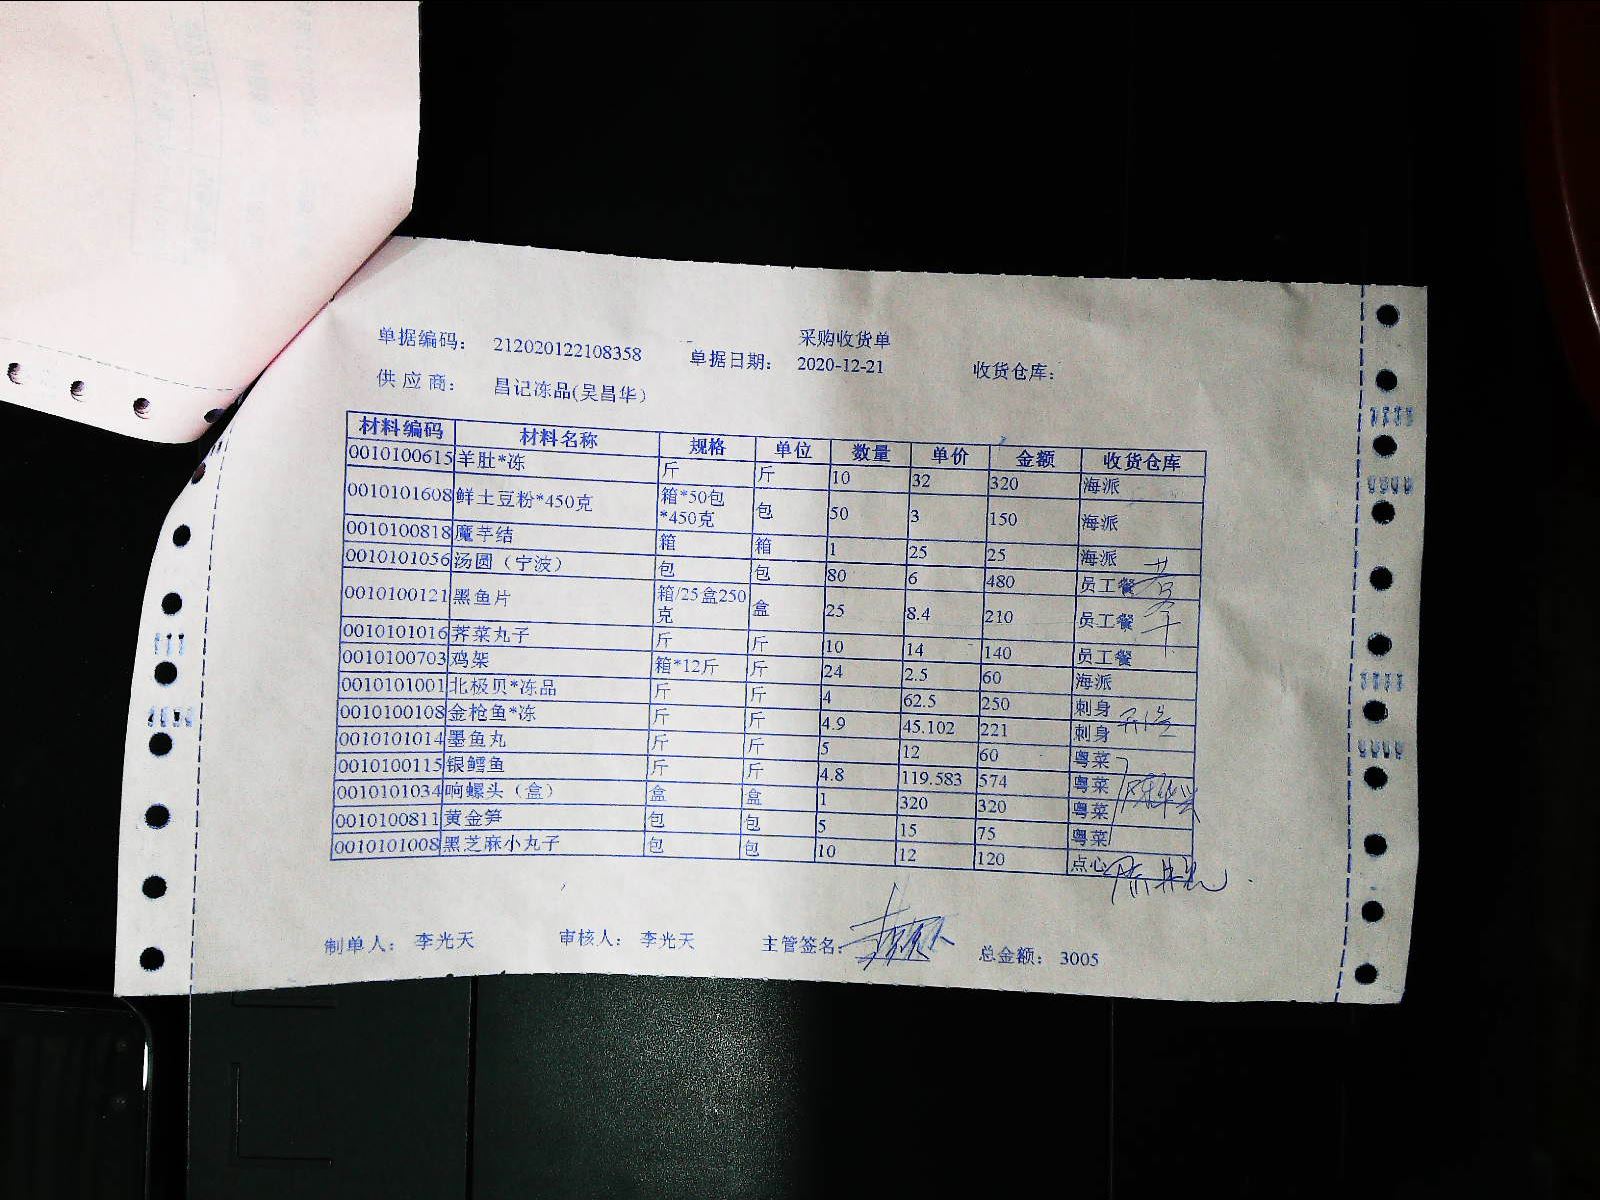 采购收货单
单据编码： 212020122108358 单据日期： 2020-12-21 收货仓库：
供 应 商： 昌记冻品(吴昌华)
材料编码 材料名称 规格 单位 数量 单价 金额 收货仓库
0010100615 羊肚*冻 斤 斤 10 32 320 海派
0010101608 鲜土豆粉*450克 箱*50包*450克 包 50 3 150 海派
0010100818 魔芋结 箱 箱 1 25 25 海派
0010101056 汤圆（宁波） 包 包 80 6 480 员工餐
0010100121 黑鱼片 箱/25盒250克 盒 25 8.4 210 员工餐
0010101016 荠菜丸子 斤 斤 10 14 140 员工餐
0010100703 鸡架 箱*12斤 斤 24 2.5 60 海派
0010101001 北极贝*冻品 斤 斤 4 62.5 250 刺身
0010100108 金枪鱼*冻 斤 斤 4.9 45.102 221 刺身
0010101014 墨鱼丸 斤 斤 5 12 60 粤菜
0010100115 银鳕鱼 斤 斤 4.8 119.583 574 粤菜
0010101034 响螺头（盒） 盒 盒 1 320 320 粤菜
0010100811 黄金笋 包 包 5 15 75 粤菜
0010101008 黑芝麻小丸子 包 包 10 12 120 点心
制单人： 李光天 审核人： 李光天 主管签名： 总金额： 3005